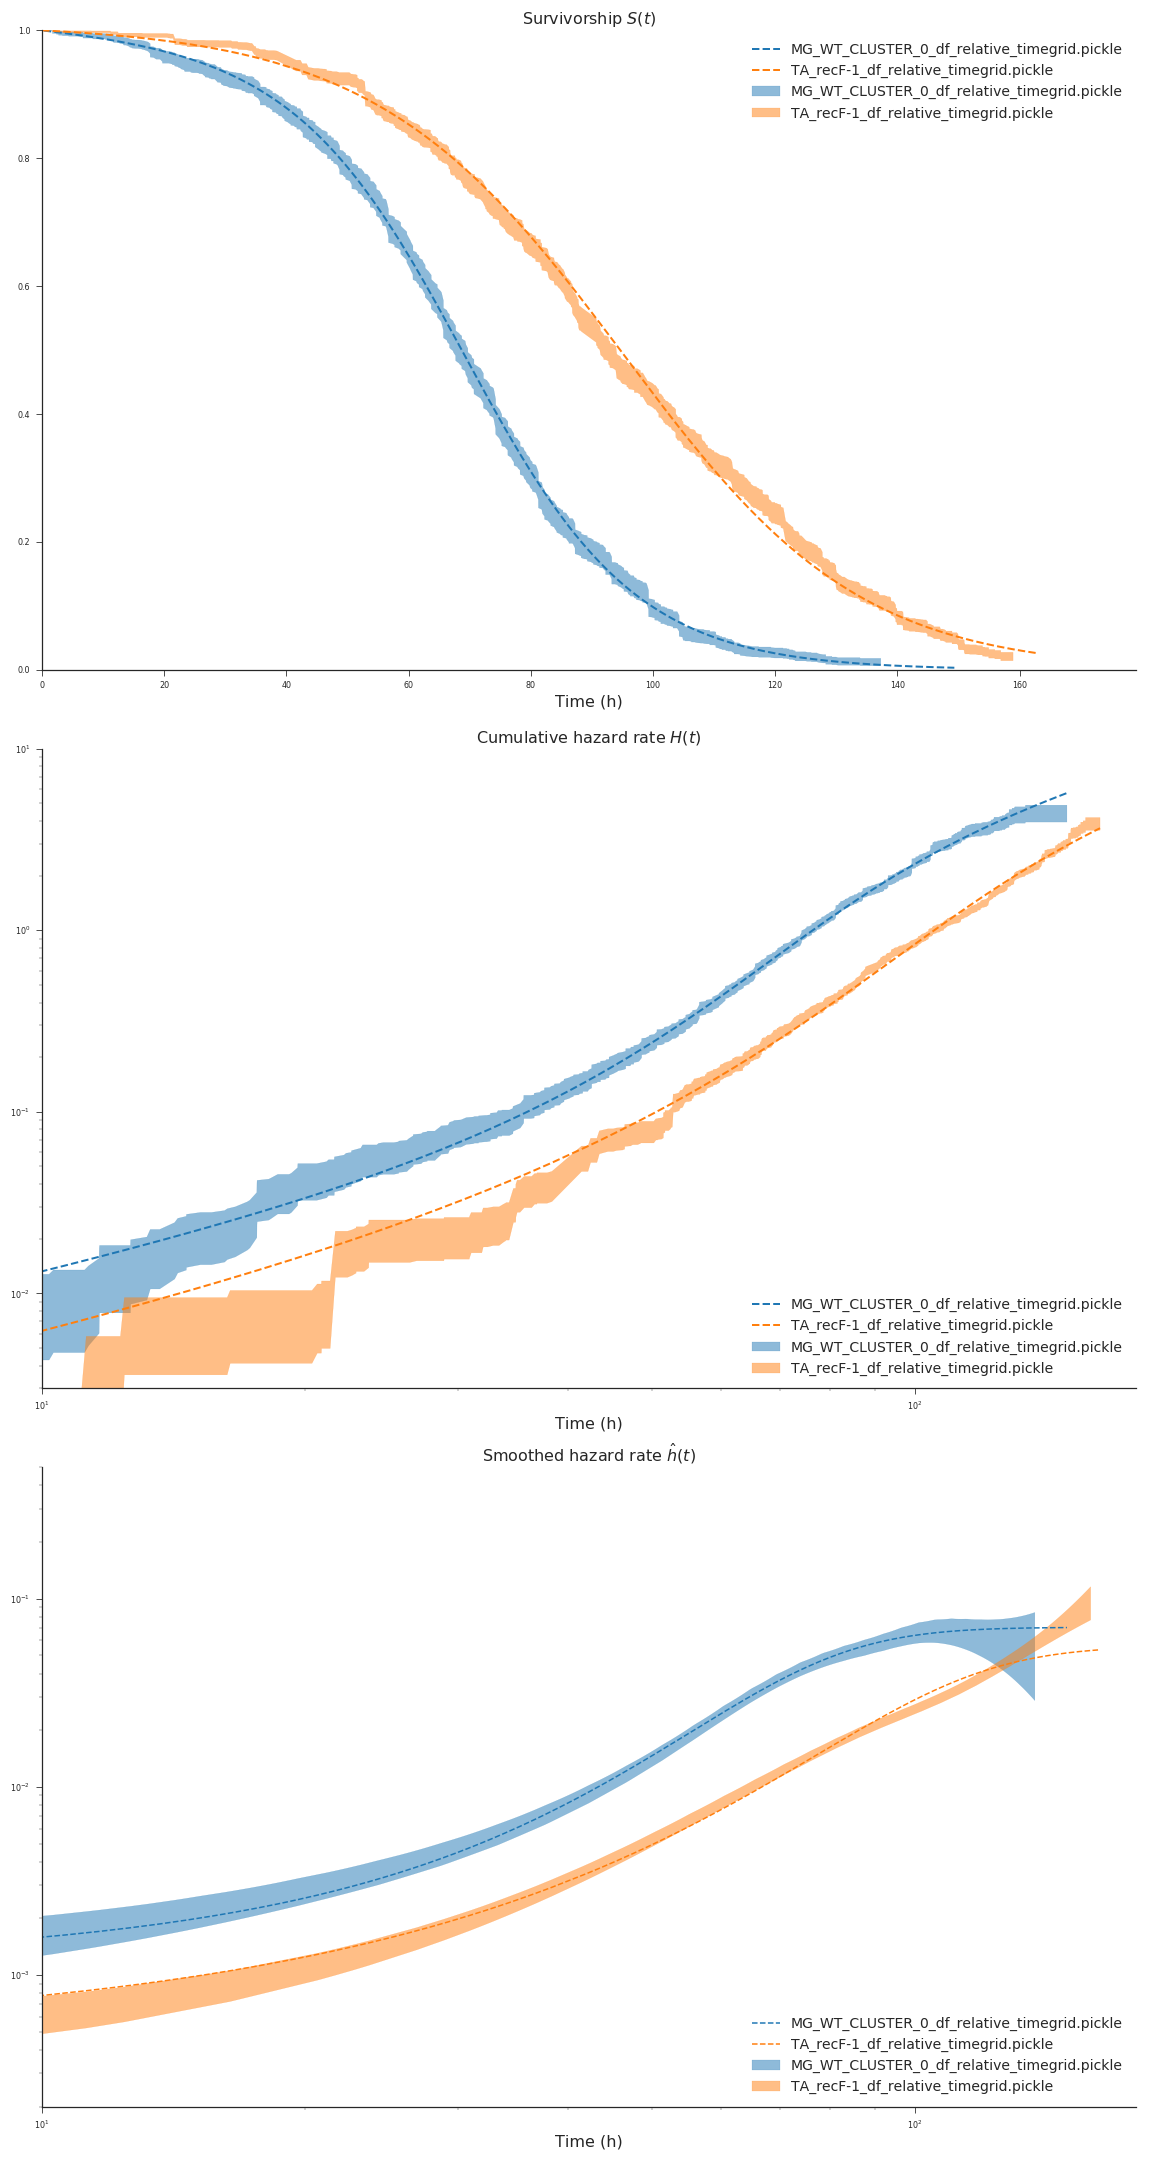 Survivorship S(t)
1.0
0.8
0.6
0.4
0.2
0.0
MG_WT_CLUSTER_0_df_relative_timegrid.pickle
TA_recF-1_df_relative_timegrid.pickle
MG_WT_CLUSTER_0_df_relative_timegrid.pickle
TA_recF-1_df_relative_timegrid.pickle
0 20 40 60 80 100 120 140 160
Time (h)
Cumulative hazard rate H(t)
10¹
10⁰
10⁻¹
10⁻²
MG_WT_CLUSTER_0_df_relative_timegrid.pickle
TA_recF-1_df_relative_timegrid.pickle
MG_WT_CLUSTER_0_df_relative_timegrid.pickle
TA_recF-1_df_relative_timegrid.pickle
10¹ 10²
Time (h)
Smoothed hazard rate ĥ(t)
10⁻¹
10⁻²
10⁻³
MG_WT_CLUSTER_0_df_relative_timegrid.pickle
TA_recF-1_df_relative_timegrid.pickle
MG_WT_CLUSTER_0_df_relative_timegrid.pickle
TA_recF-1_df_relative_timegrid.pickle
10¹ 10²
Time (h)